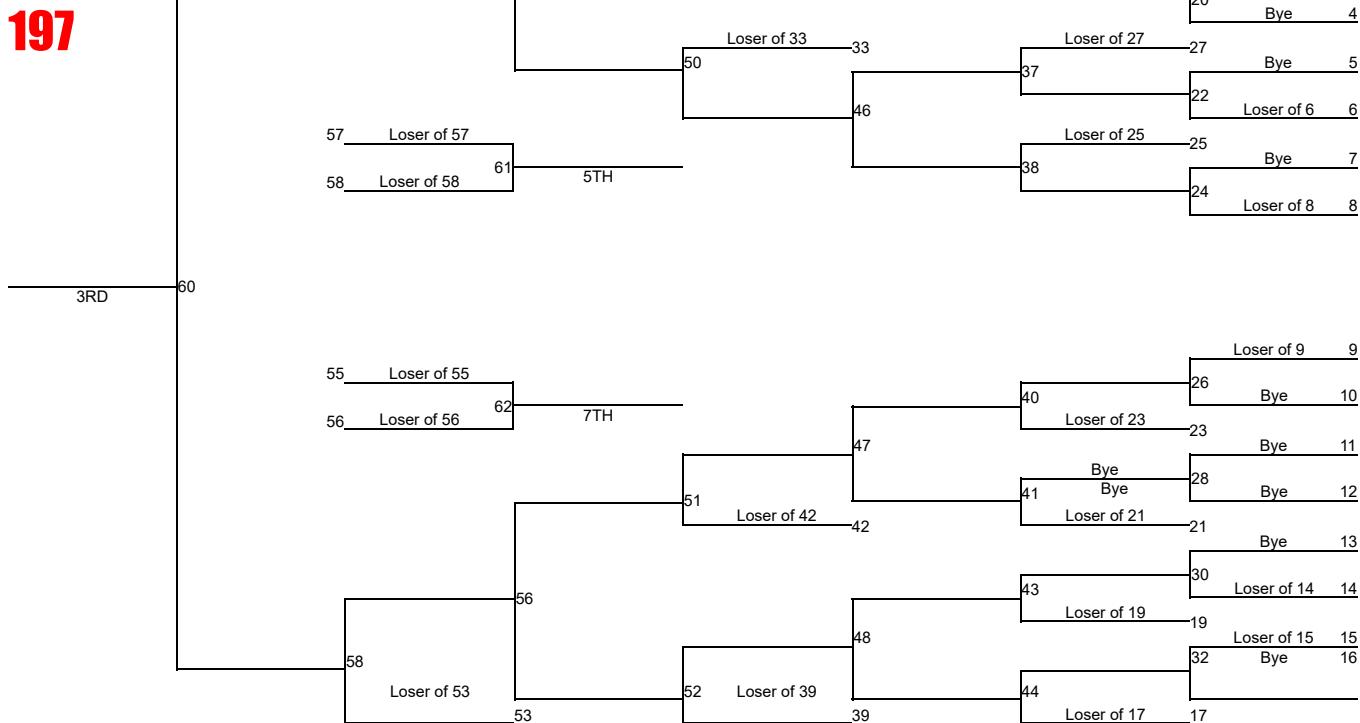 197
20
Bye 4
Loser of 33 33
Loser of 27 27
50
37
Bye 5
22
46
Loser of 6 6
57 Loser of 57
Loser of 25 25
61
5TH
38
Bye 7
58 Loser of 58
24
Loser of 8 8
60
3RD
Loser of 9 9
55 Loser of 55
26
62
7TH
40
Bye 10
56 Loser of 56
Loser of 23 23
47
Bye 11
Bye
28
Bye
41
Bye 12
51
Loser of 42 42
Loser of 21 21
Bye 13
30
43
Loser of 14 14
56
Loser of 19 19
48
Loser of 15 15
58
32
Bye 16
Loser of 53 53
52
Loser of 39 39
44
Loser of 17 17